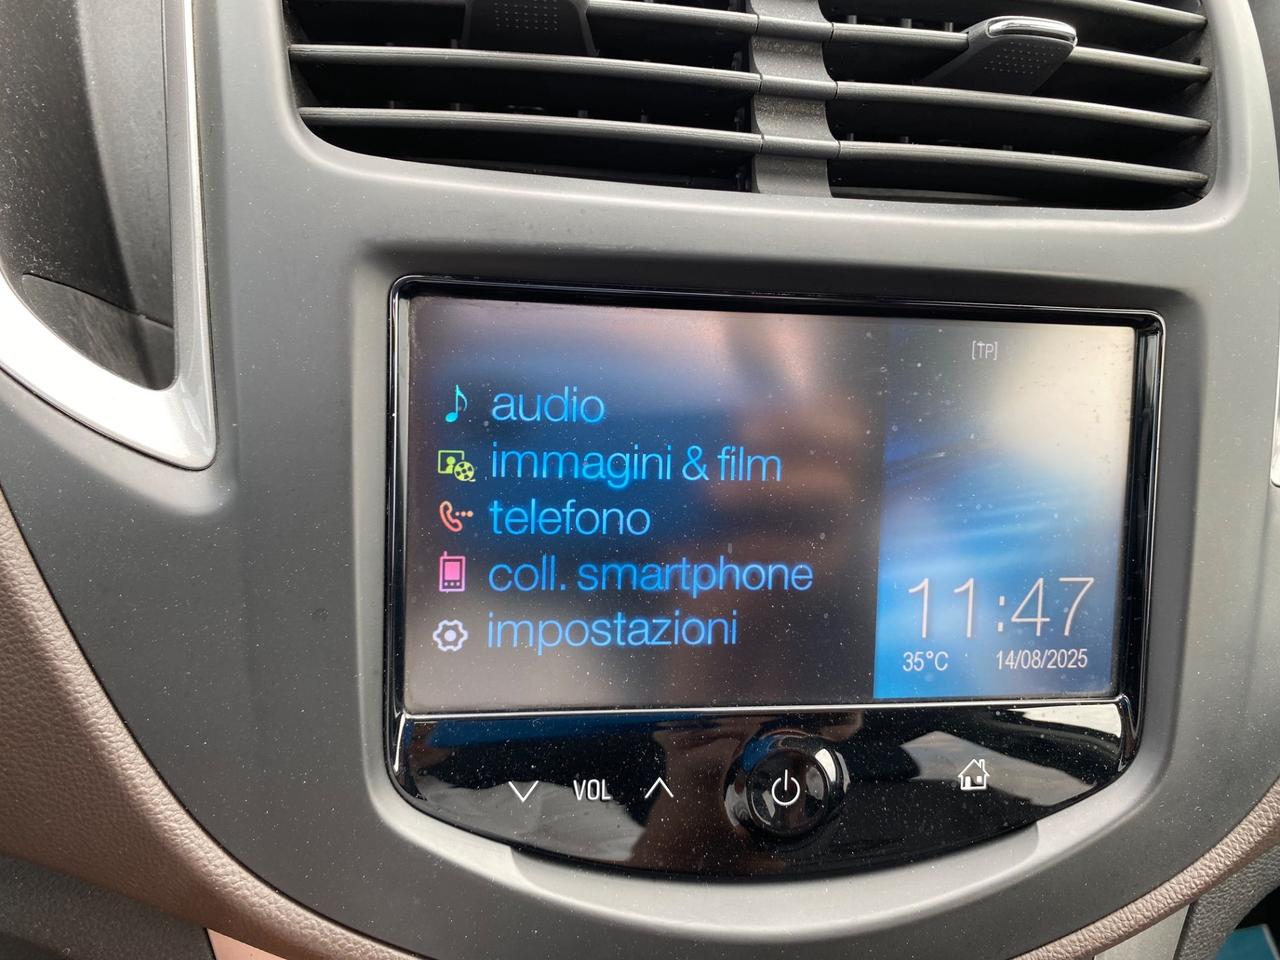 [TP]
audio
immagini & film
telefono
coll. smartphone
impostazioni
11:47
35°C 14/08/2025
VOL